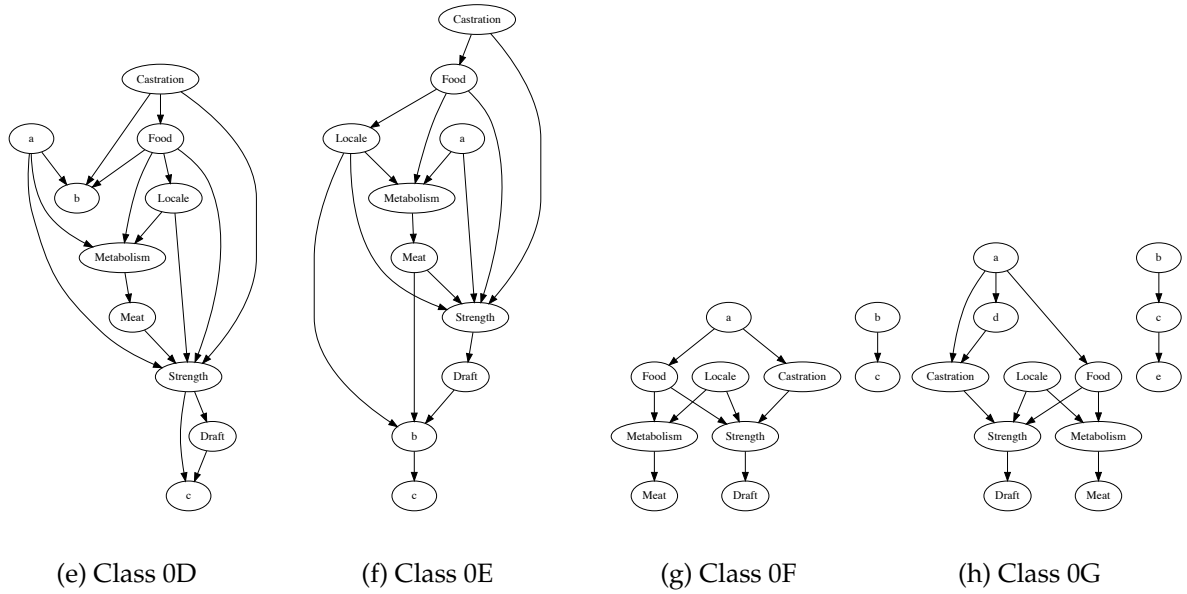 Castration
a
Food
b
Locale
Metabolism
Meat
Strength
Draft
c
(e) Class 0D
Castration
Food
Locale
a
Metabolism
Meat
Strength
Draft
b
c
(f) Class 0E
a
b
Food
Locale
Castration
c
Metabolism
Strength
Meat
Draft
(g) Class 0F
a
b
d
c
Castration
Locale
Food
e
Strength
Metabolism
Draft
Meat
(h) Class 0G